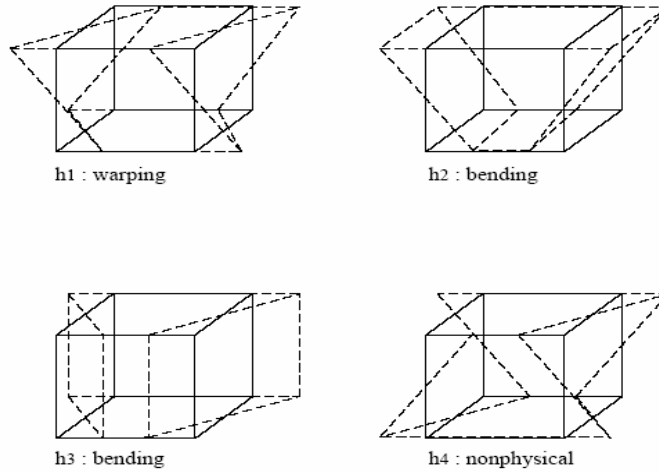 h1 : warping
h2 : bending
h3 : bending
h4 : nonphysical